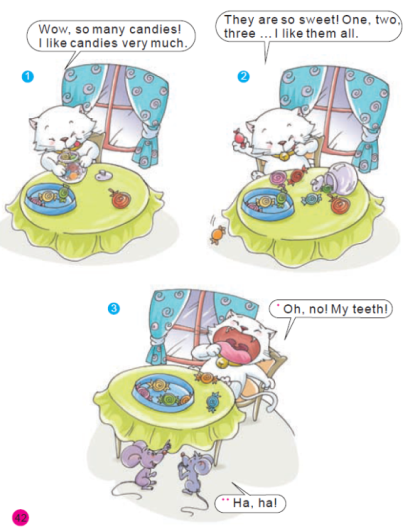 Wow, so many candies!
I like candies very much.
They are so sweet! One, two,
three ... I like them all.
1
2
3
* Oh, no! My teeth!
** Ha, ha!
42